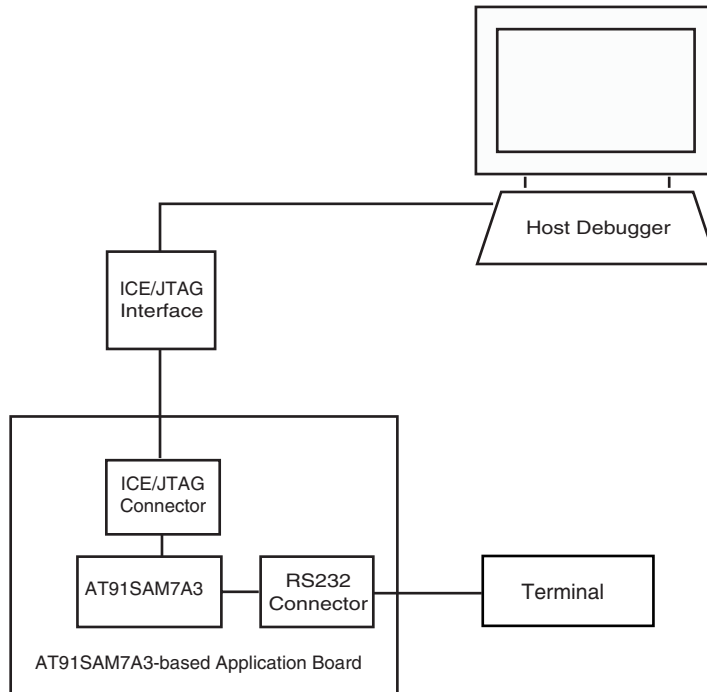 Host Debugger
ICE/JTAG
Interface
ICE/JTAG
Connector
AT91SAM7A3
RS232
Connector
Terminal
AT91SAM7A3-based Application Board